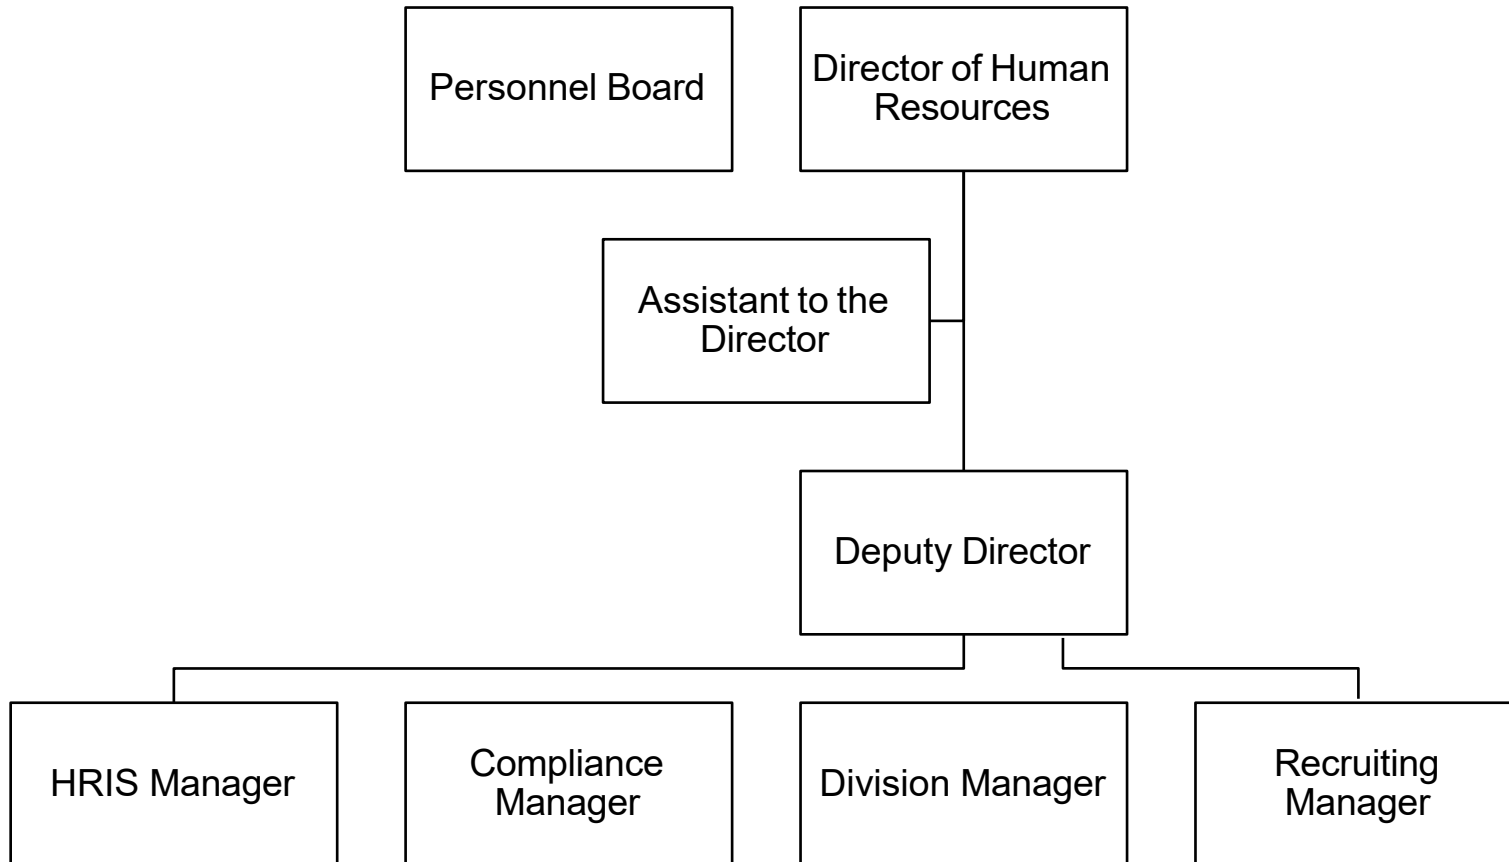 Personnel Board
Director of Human
Resources
Assistant to the
Director
Deputy Director
HRIS Manager
Compliance
Manager
Division Manager
Recruiting
Manager